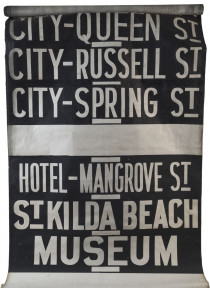 CITY-QUEEN ST
CITY-RUSSELL ST
CITY-SPRING ST
HOTEL-MANGROVE ST
ST KILDA BEACH
MUSEUM